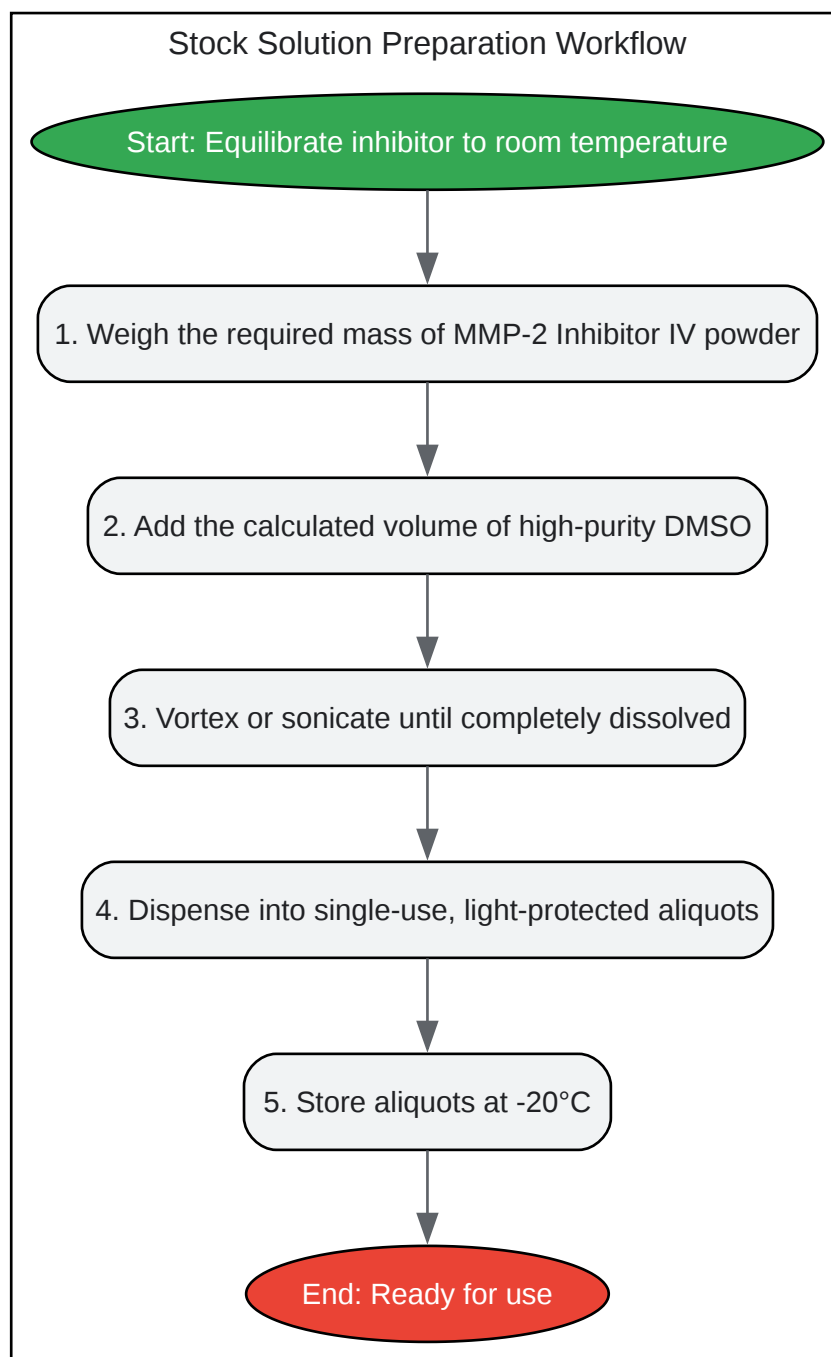 Stock Solution Preparation Workflow
Start: Equilibrate inhibitor to room temperature
1. Weigh the required mass of MMP-2 Inhibitor IV powder
2. Add the calculated volume of high-purity DMSO
3. Vortex or sonicate until completely dissolved
4. Dispense into single-use, light-protected aliquots
5. Store aliquots at -20°C
End: Ready for use